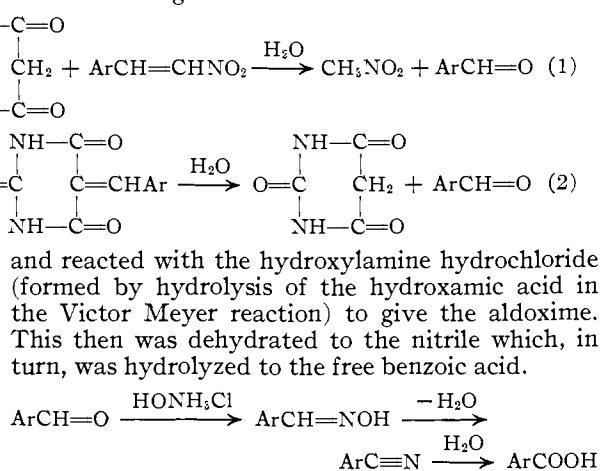 –C=O
CH2 + ArCH=CHNO2 H2O → CH3NO2 + ArCH=O (1)
–C=O
NH—C=O NH—C=O
=C C=CHAr H2O → O=C CH2 + ArCH=O (2)
NH—C=O NH—C=O
and reacted with the hydroxylamine hydrochloride
(formed by hydrolysis of the hydroxamic acid in
the Victor Meyer reaction) to give the aldoxime.
This then was dehydrated to the nitrile which, in
turn, was hydrolyzed to the free benzoic acid.
ArCH=O HONH3Cl → ArCH=NOH −H2O →
ArC≡N H2O → ArCOOH